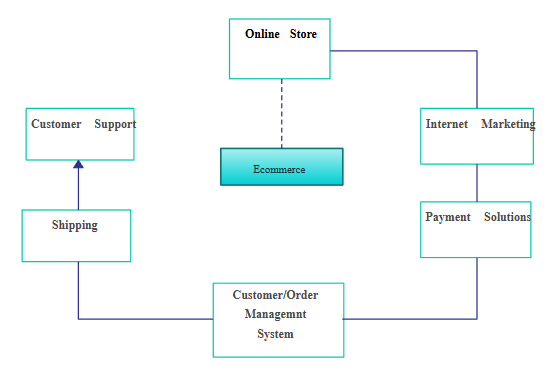 Online Store
Customer Support
Internet Marketing
Ecommerce
Shipping
Payment Solutions
Customer/Order
Managemnt
System